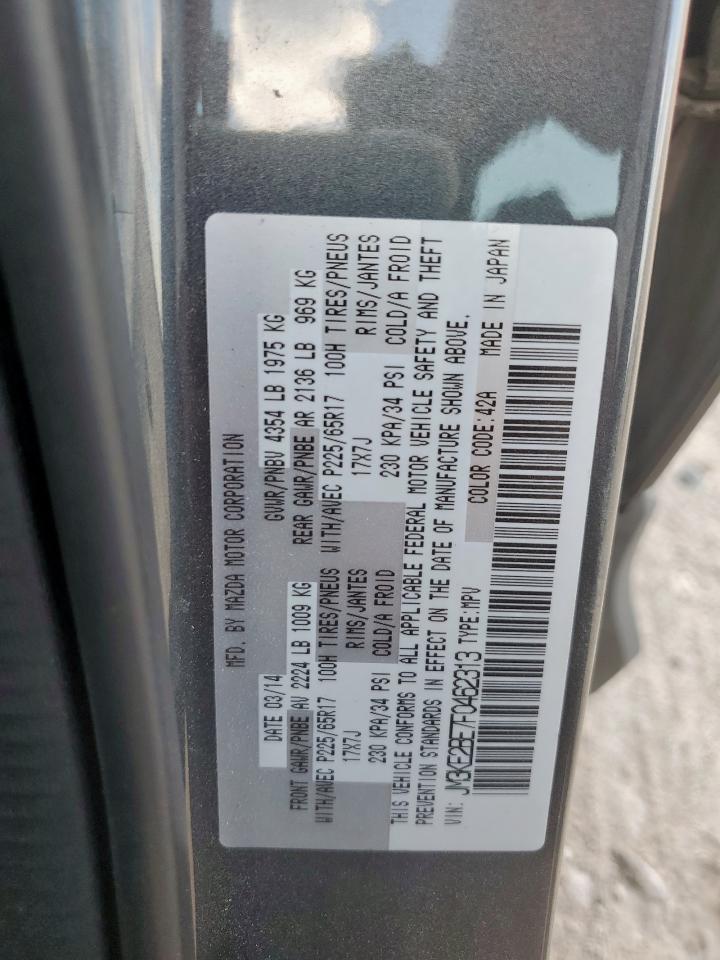 MFD. BY MAZDA MOTOR CORPORATION
DATE 03/14 GVWR/PNBV 4354 LB 1975 KG
FRONT GAWR/PNBE AV 2224 LB 1009 KG REAR GAWR/PNBE AR 2136 LB 969 KG
WITH/AVEC P225/65R17 100H TIRES/PNEUS WITH/AVEC P225/65R17 100H TIRES/PNEUS
17X7J RIMS/JANTES 17X7J RIMS/JANTES
230 KPA/34 PSI COLD/A FROID 230 KPA/34 PSI COLD/A FROID
THIS VEHICLE CONFORMS TO ALL APPLICABLE FEDERAL MOTOR VEHICLE SAFETY AND THEFT
PREVENTION STANDARDS IN EFFECT ON THE DATE OF MANUFACTURE SHOWN ABOVE.
VIN: JM3KE2BE7F0462313 TYPE:MPV COLOR CODE:42A MADE IN JAPAN